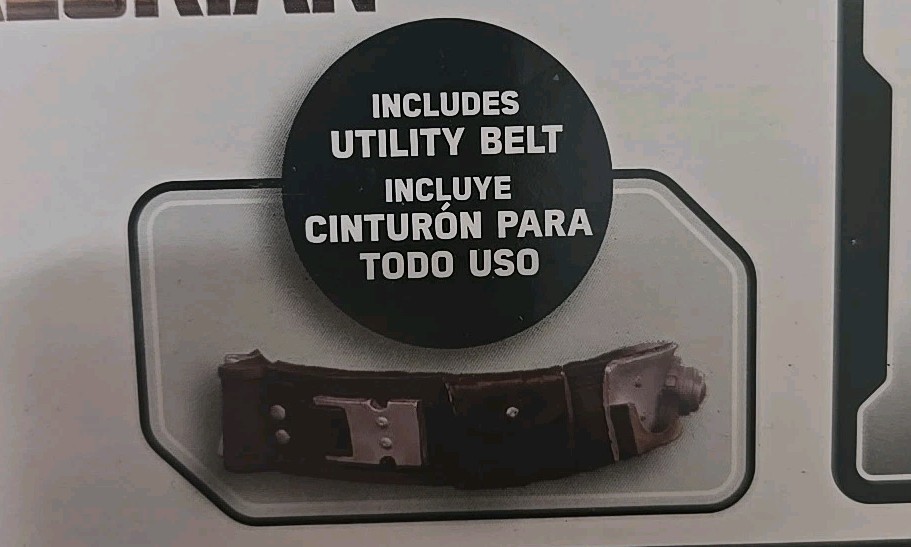 INCLUDES
UTILITY BELT
INCLUYE
CINTURÓN PARA
TODO USO